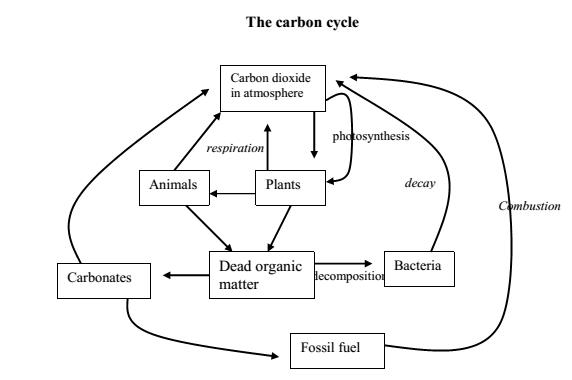 The carbon cycle
Carbon dioxide
in atmosphere
photosynthesis
respiration
Animals
Plants
decay
Combustion
Dead organic
matter
decomposition
Bacteria
Carbonates
Fossil fuel